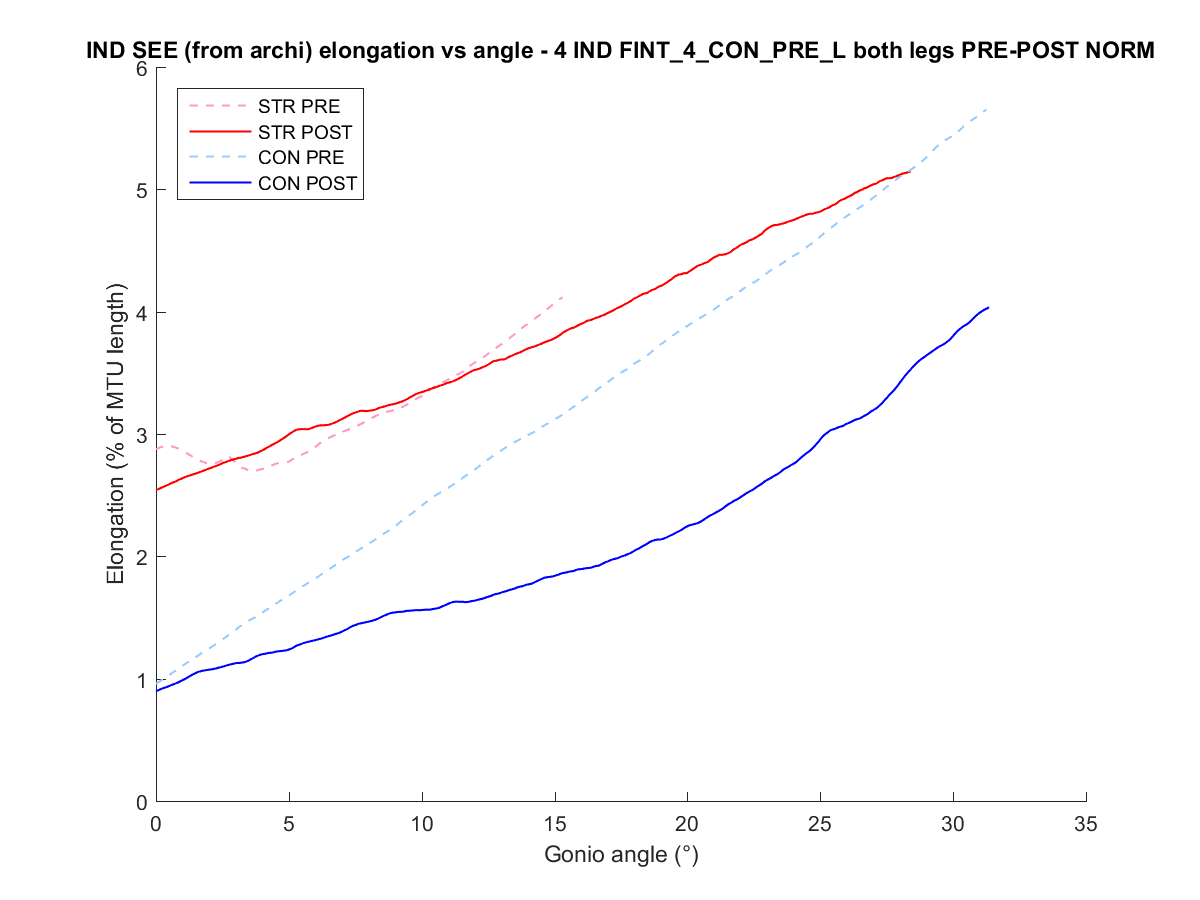 IND SEE (from archi) elongation vs angle - 4 IND FINT_4_CON_PRE_L both legs PRE-POST NORM
STR PRE
STR POST
CON PRE
CON POST
Elongation (% of MTU length)
6
5
4
3
2
1
0
0 5 10 15 20 25 30 35
Gonio angle (°)